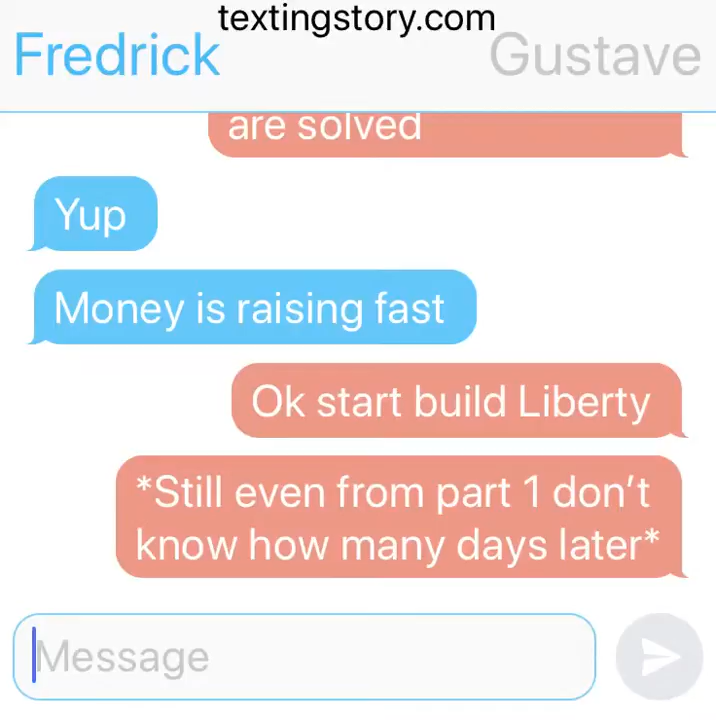 textingstory.com
Fredrick
Gustave
are solved
Yup
Money is raising fast
Ok start build Liberty
*Still even from part 1 don't
know how many days later*
Message